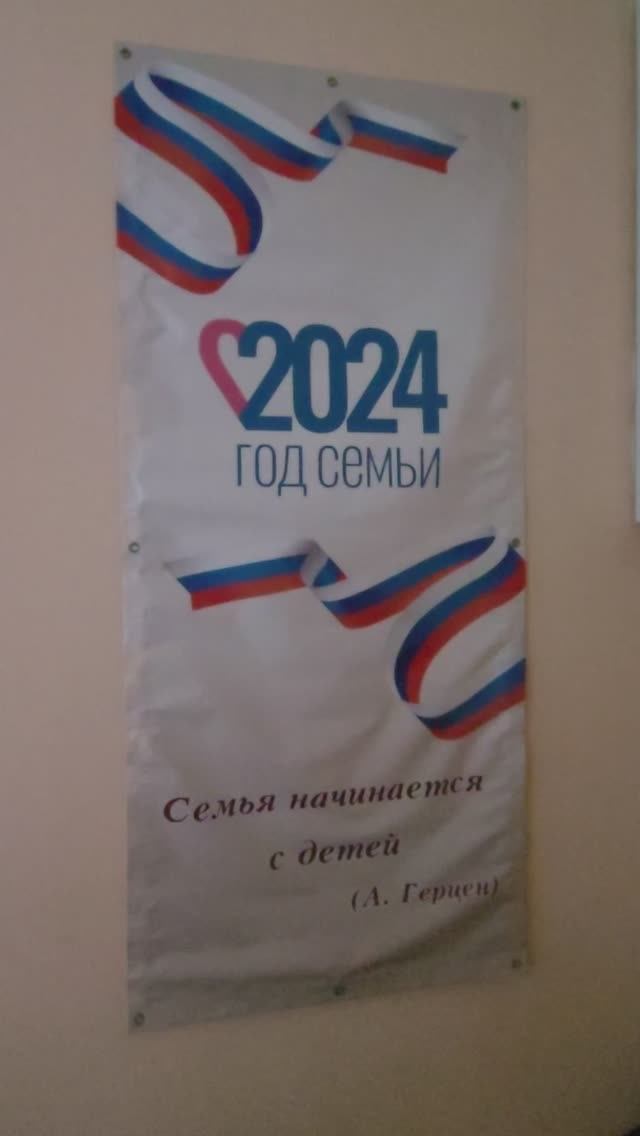 2024
ГОД СЕМЬИ
Семья начинается
с детей
(А. Герцен)